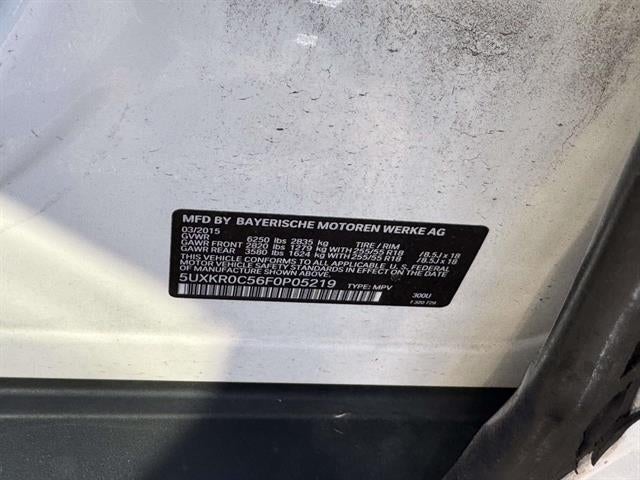 MFD BY BAYERISCHE MOTOREN WERKE AG
03/2015
GVWR 6250 lbs 2835 kg TIRE / RIM
GAWR FRONT 2820 lbs 1279 kg WITH 255/55 R18 /8.5J x 18
GAWR REAR 3580 lbs 1624 kg WITH 255/55 R18 /8.5J x 18
THIS VEHICLE CONFORMS TO ALL APPLICABLE U.S. FEDERAL
MOTOR VEHICLE SAFETY STANDARDS IN EFFECT ON THE
DATE OF MANUFACTURE SHOWN ABOVE.
5UXKR0C56F0P05219 TYPE: MPV 300U